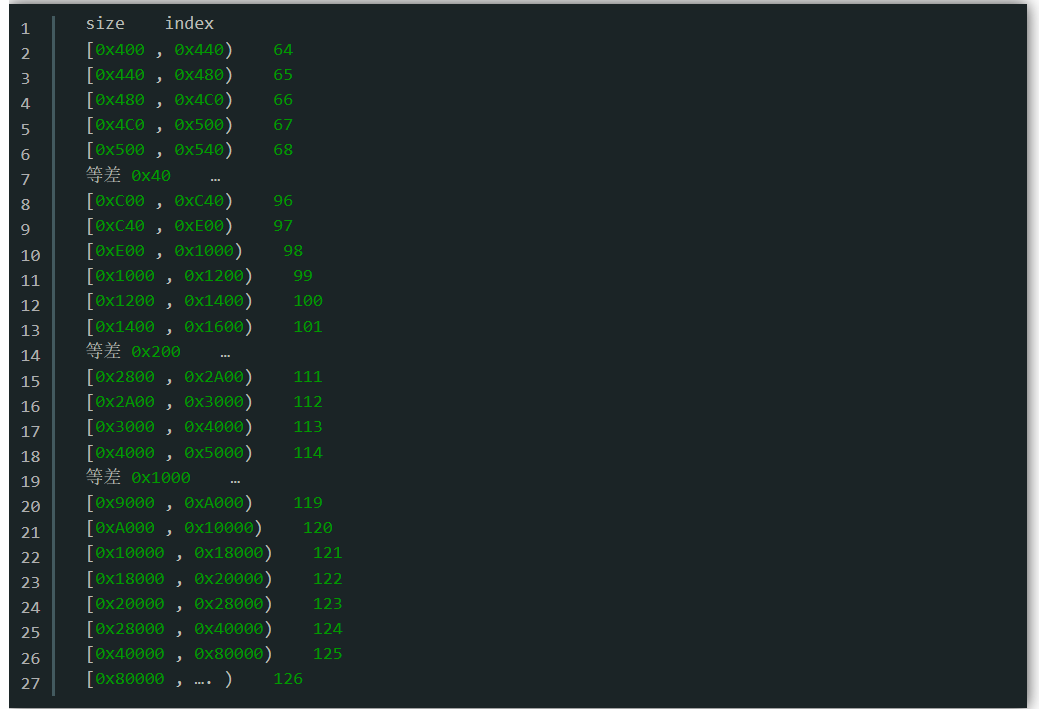 1 size index
2 [0x400 , 0x440) 64
3 [0x440 , 0x480) 65
4 [0x480 , 0x4C0) 66
5 [0x4C0 , 0x500) 67
6 [0x500 , 0x540) 68
7 等差 0x40 …
8 [0xC00 , 0xC40) 96
9 [0xC40 , 0xE00) 97
10 [0xE00 , 0x1000) 98
11 [0x1000 , 0x1200) 99
12 [0x1200 , 0x1400) 100
13 [0x1400 , 0x1600) 101
14 等差 0x200 …
15 [0x2800 , 0x2A00) 111
16 [0x2A00 , 0x3000) 112
17 [0x3000 , 0x4000) 113
18 [0x4000 , 0x5000) 114
19 等差 0x1000 …
20 [0x9000 , 0xA000) 119
21 [0xA000 , 0x10000) 120
22 [0x10000 , 0x18000) 121
23 [0x18000 , 0x20000) 122
24 [0x20000 , 0x28000) 123
25 [0x28000 , 0x40000) 124
26 [0x40000 , 0x80000) 125
27 [0x80000 , …. ) 126